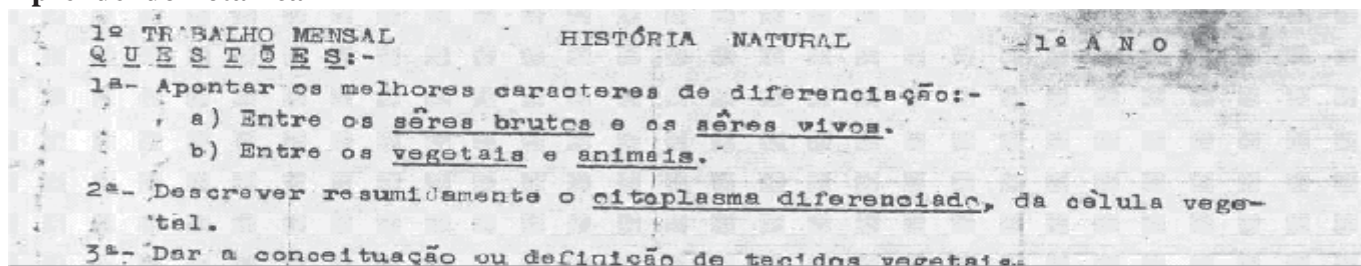 1º TRABALHO MENSAL HISTÓRIA NATURAL -1º A N O
Q U E S T Õ E S:-
1ª- Apontar os melhores caracteres de diferenciação:-
a) Entre os sêres brutos e os sêres vivos.
b) Entre os vegetais e animais.
2ª- Descrever resumidamente o citoplasma diferenciado, da célula vege-
tal.
3ª- Dar a conceituação ou definição de tecidos vegetais.